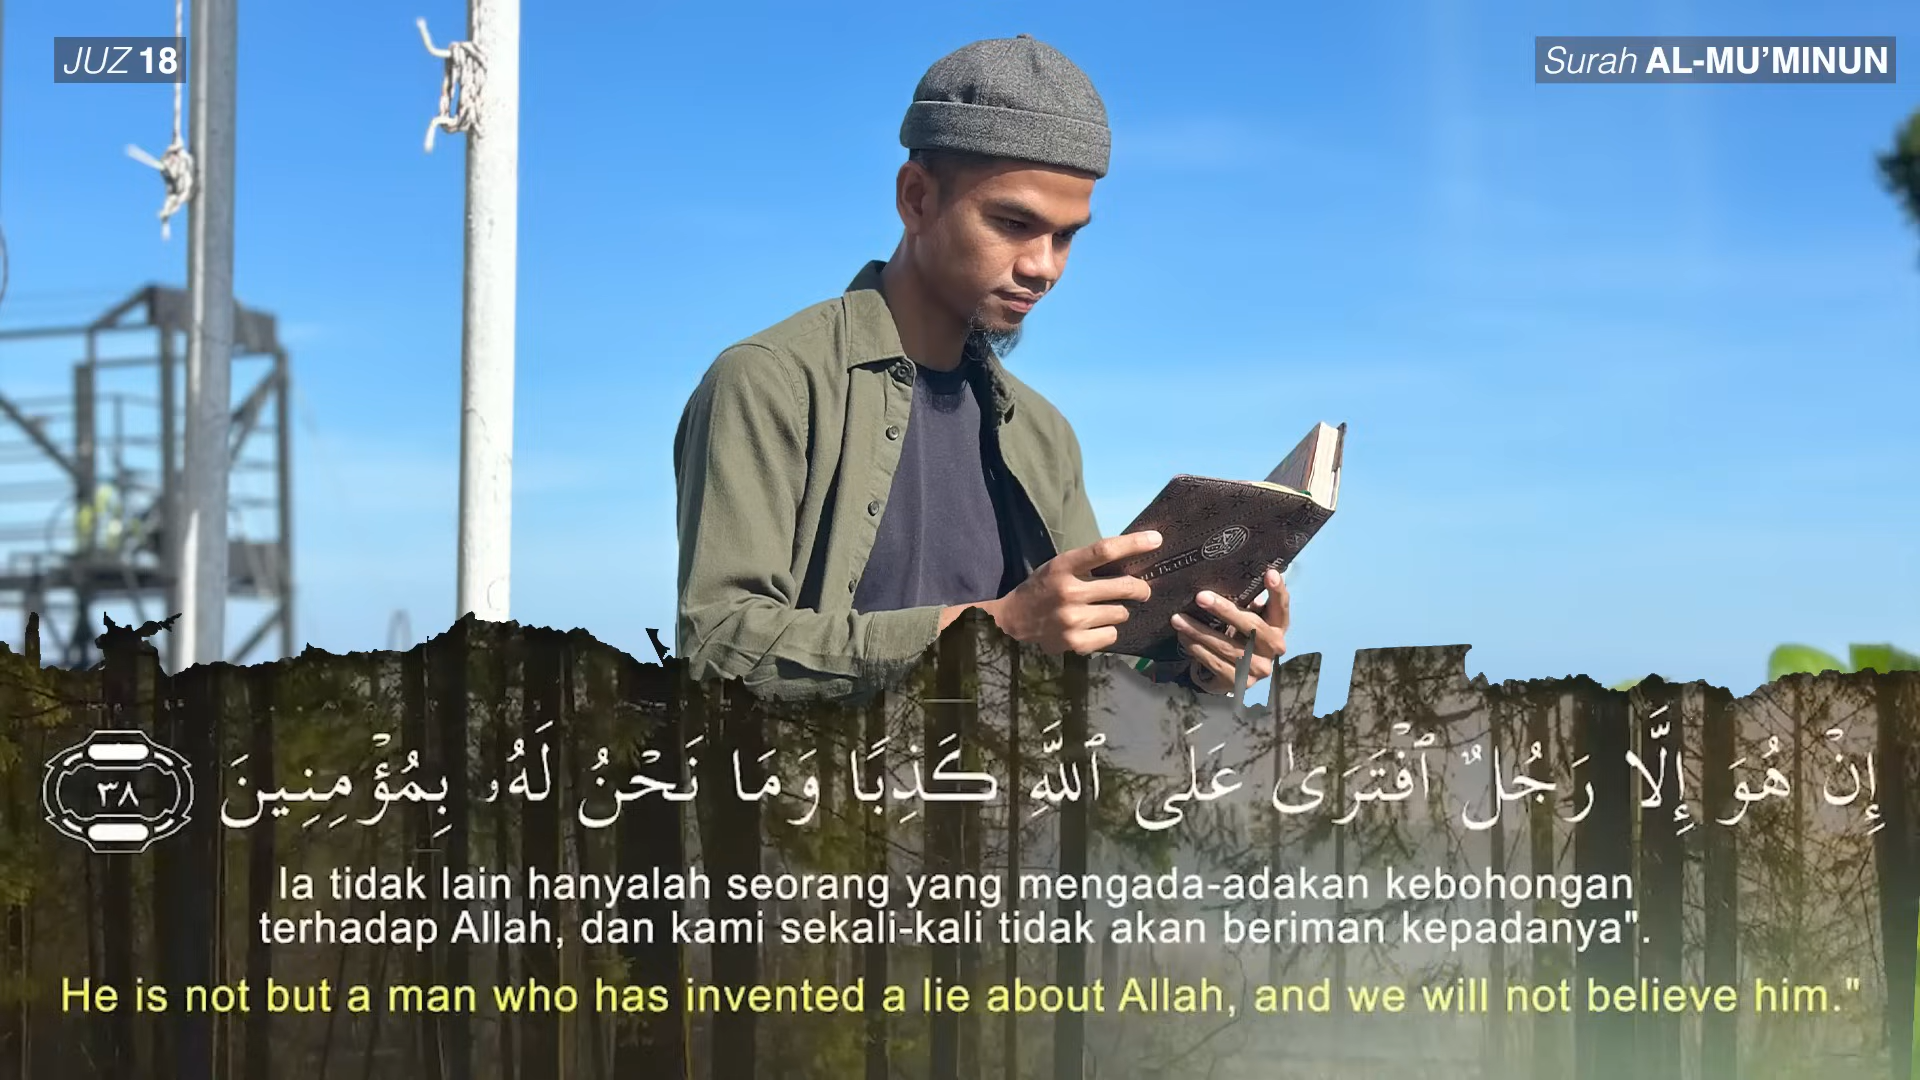 JUZ 18
Surah AL-MU'MINUN
إِنْ هُوَ إِلَّا رَجُلٌ ٱفْتَرَىٰ عَلَى ٱللَّهِ كَذِبًا وَمَا نَحْنُ لَهُۥ بِمُؤْمِنِينَ ٣٨
Ia tidak lain hanyalah seorang yang mengada-adakan kebohongan
terhadap Allah, dan kami sekali-kali tidak akan beriman kepadanya".
He is not but a man who has invented a lie about Allah, and we will not believe him."